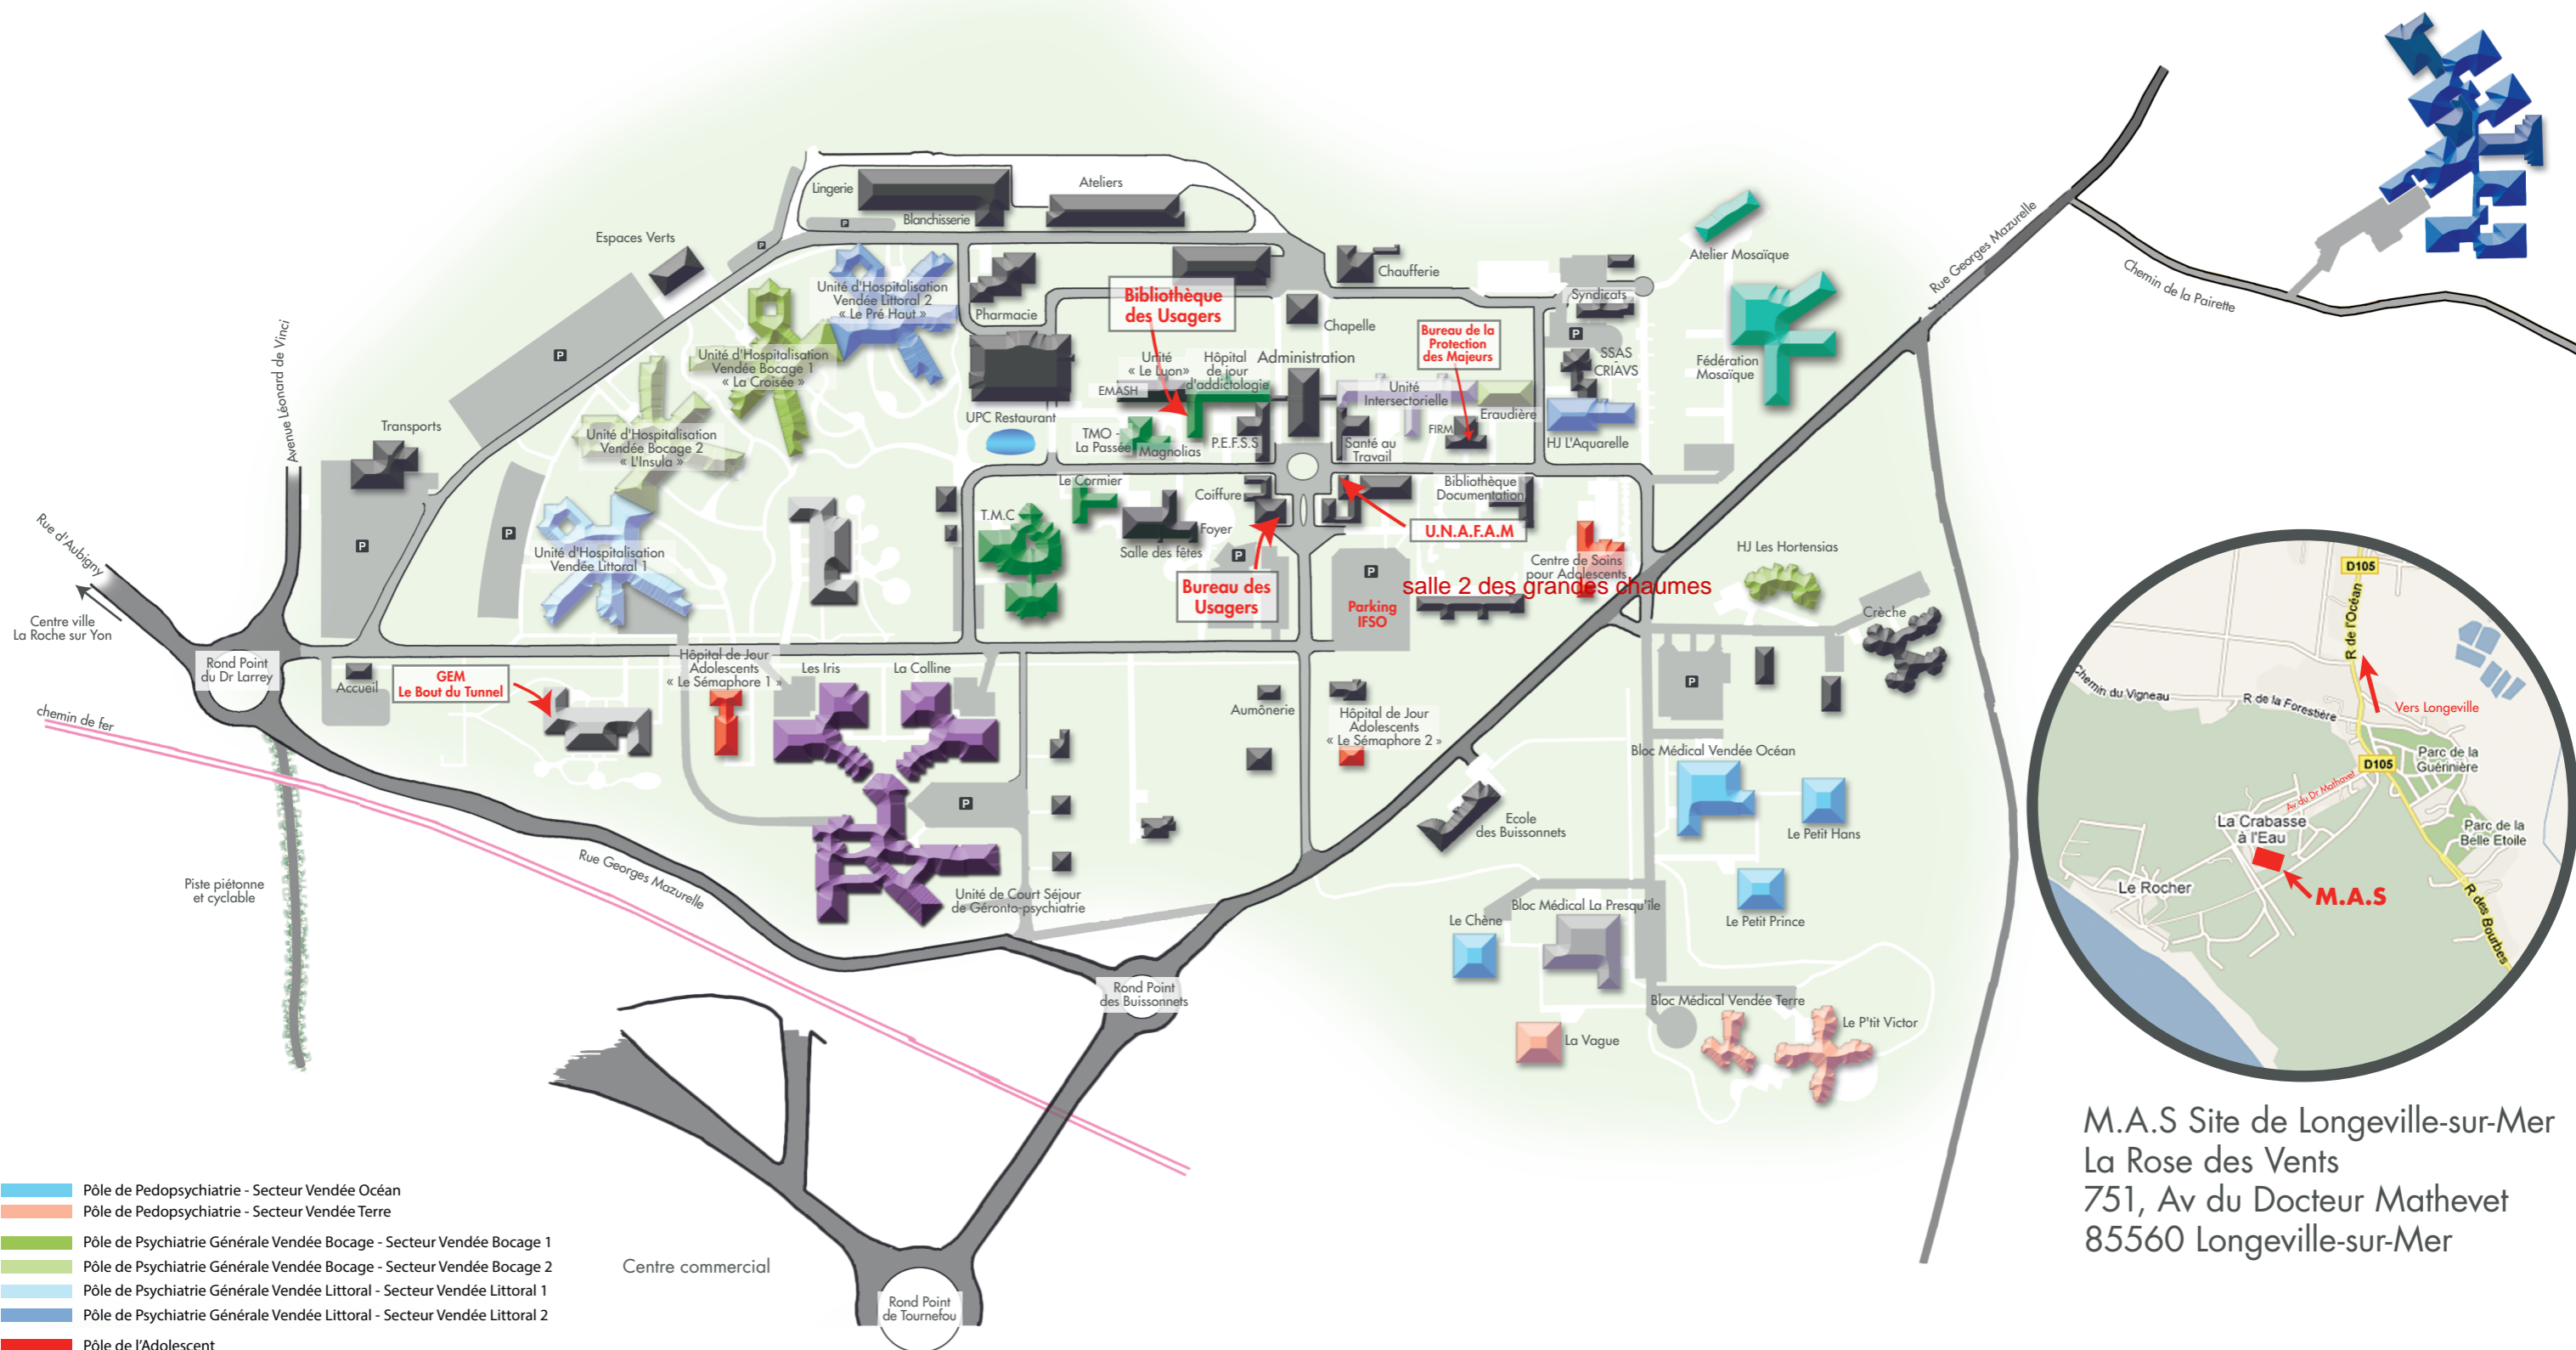 Lingerie
Blanchisserie
Ateliers
Espaces Verts
P
P
P
P
P
P
P
P
P
P
P
Unité d'Hospitalisation
Vendée Littoral 2
« Le Pré Haut »
Pharmacie
Bibliothèque
des Usagers
Chaufferie
Chapelle
Syndicats
Atelier Mosaïque
Rue Georges Mazurelle
Chemin de la Pairette
Avenue Léonard de Vinci
Unité d'Hospitalisation
Vendée Bocage 1
« La Croisée »
Unité
« Le Luon»
Hôpital
de jour
d'addictologie
Administration
Bureau de la
Protection
des Majeurs
SSAS
CRIAVS
Fédération
Mosaïque
EMASH
Unité
Intersectorielle
Eraudière
UPC Restaurant
Transports
Unité d'Hospitalisation
Vendée Bocage 2
« L'Insula »
TMO -
La Passée
Magnolias
P.E.F.S.S
Santé au
Travail
FIRM
HJ L'Aquarelle
Le Cormier
Coiffure
Bibliothèque
Documentation
T.M.C
Foyer
Salle des fêtes
U.N.A.F.A.M
Rue d'Aubigny
Unité d'Hospitalisation
Vendée Littoral 1
Centre de Soins
pour Adolescents
HJ Les Hortensias
Bureau des
Usagers
Parking
IFSO
salle 2 des grandes chaumes
Crèche
Centre ville
La Roche sur Yon
Rond Point
du Dr Larrey
Accueil
GEM
Le Bout du Tunnel
Hôpital de Jour
Adolescents
« Le Sémaphore 1 »
Les Iris
La Colline
Aumônerie
Hôpital de Jour
Adolescents
« Le Sémaphore 2 »
chemin de fer
Bloc Médical Vendée Océan
Le Petit Hans
Ecole
des Buissonnets
Rue Georges Mazurelle
Piste piétonne
et cyclable
Unité de Court Séjour
de Géronto-psychiatrie
Le Chène
Bloc Médical La Presqu'ile
Le Petit Prince
Rond Point
des Buissonnets
Bloc Médical Vendée Terre
La Vague
Le P'tit Victor
Centre commercial
Rond Point
de Tournefou
D105
R de l'Océan
Chemin du Vigneau
R de la Forestière
Vers Longeville
Parc de la
Guérinière
D105
Av du Dr Mathevet
La Crabasse
à l'Eau
Parc de la
Belle Etoile
Le Rocher
M.A.S
R des Bourbes
M.A.S Site de Longeville-sur-Mer
La Rose des Vents
751, Av du Docteur Mathevet
85560 Longeville-sur-Mer
Pôle de Pedopsychiatrie - Secteur Vendée Océan
Pôle de Pedopsychiatrie - Secteur Vendée Terre
Pôle de Psychiatrie Générale Vendée Bocage - Secteur Vendée Bocage 1
Pôle de Psychiatrie Générale Vendée Bocage - Secteur Vendée Bocage 2
Pôle de Psychiatrie Générale Vendée Littoral - Secteur Vendée Littoral 1
Pôle de Psychiatrie Générale Vendée Littoral - Secteur Vendée Littoral 2
Pôle de l'Adolescent